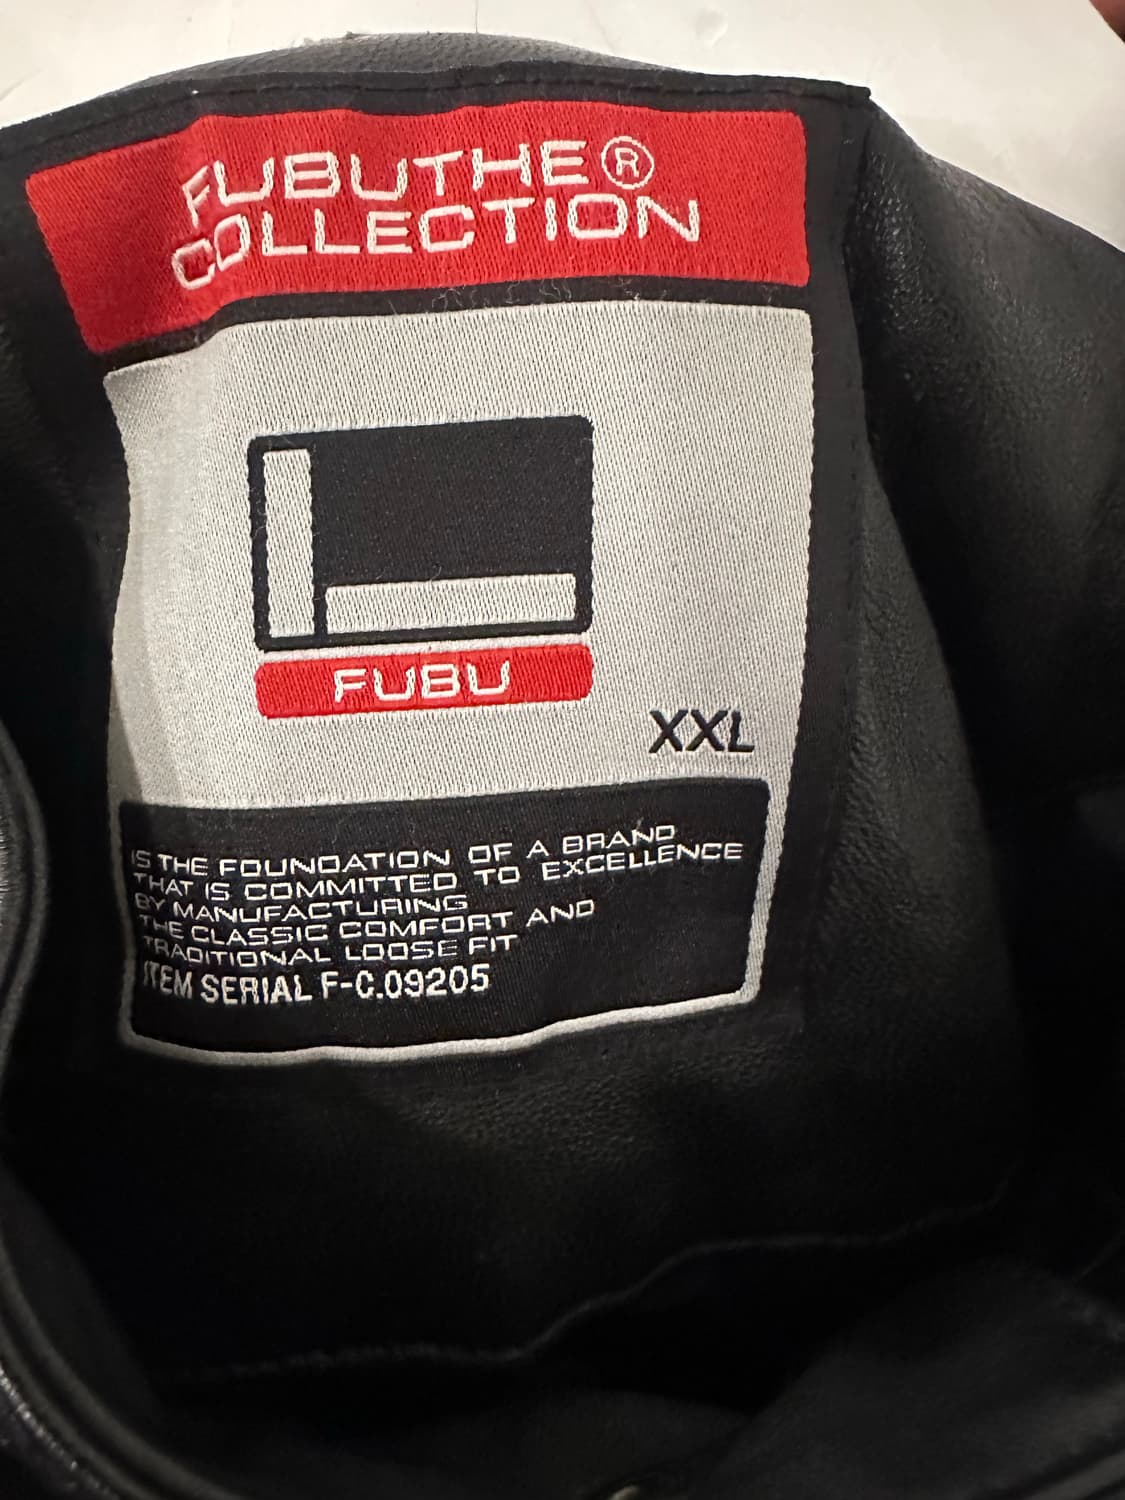 FUBUTHE®
COLLECTION
FUBU
XXL
IS THE FOUNDATION OF A BRAND
THAT IS COMMITTED TO EXCELLENCE
BY MANUFACTURING
THE CLASSIC COMFORT AND
TRADITIONAL LOOSE FIT
ITEM SERIAL F-C.09205